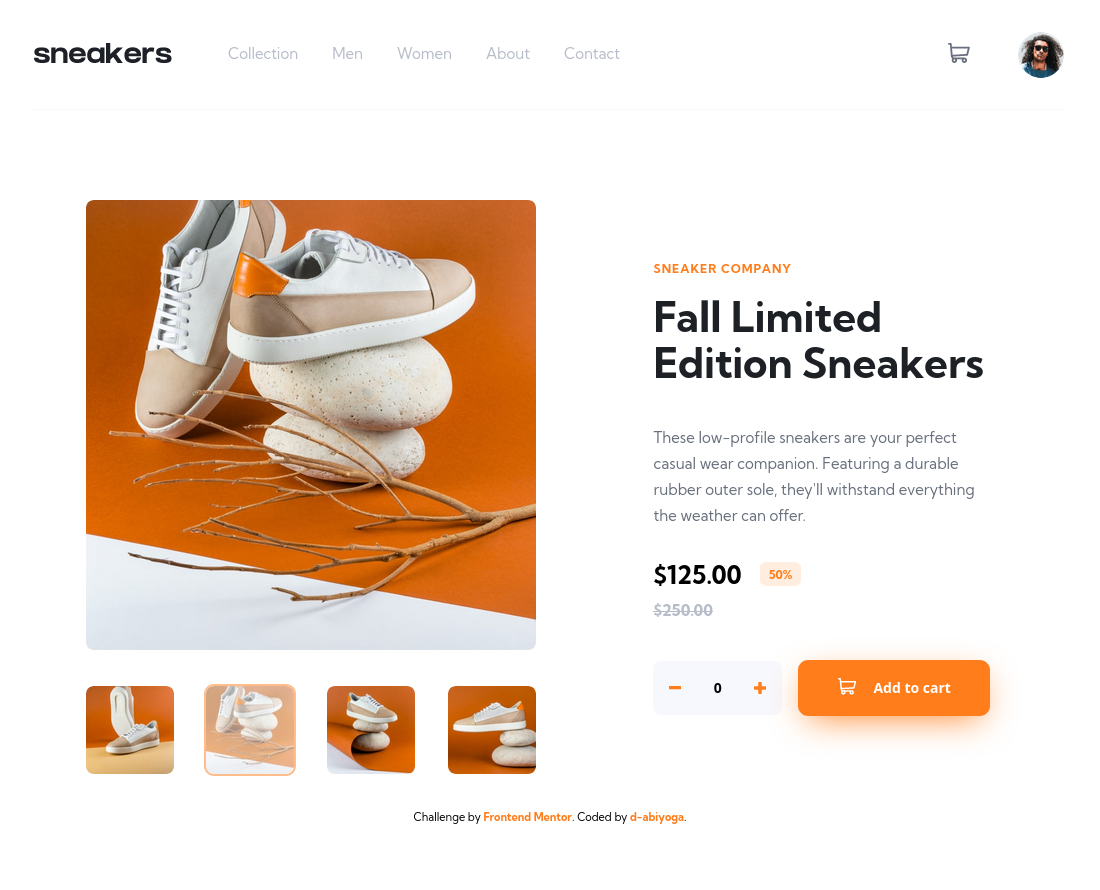 sneakers
Collection Men Women About Contact
SNEAKER COMPANY
Fall Limited
Edition Sneakers
These low-profile sneakers are your perfect
casual wear companion. Featuring a durable
rubber outer sole, they'll withstand everything
the weather can offer.
$125.00 50%
$250.00
0
Add to cart
Challenge by Frontend Mentor. Coded by d-abiyoga.